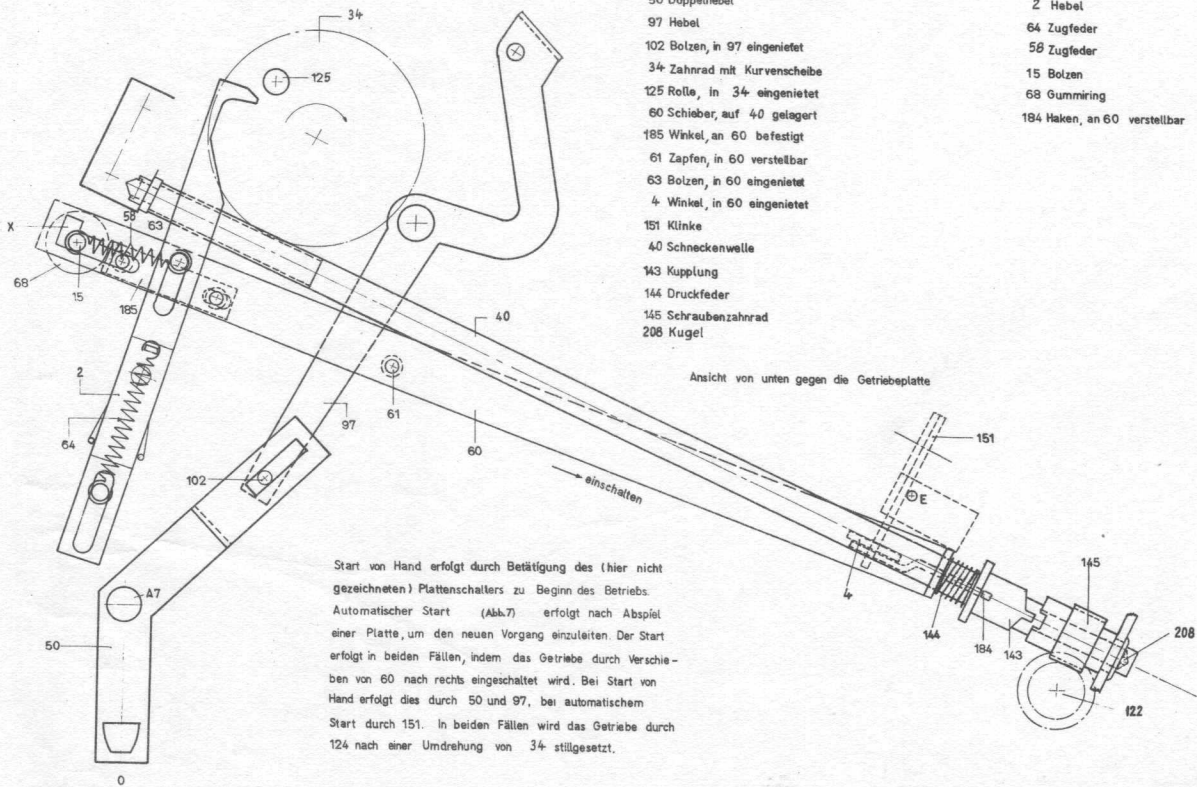 50 Doppelhebel
97 Hebel
102 Bolzen, in 97 eingenietet
34 Zahnrad mit Kurvenscheibe
125 Rolle, in 34 eingenietet
60 Schieber, auf 40 gelagert
185 Winkel, an 60 befestigt
61 Zapfen, in 60 verstellbar
63 Bolzen, in 60 eingenietet
4 Winkel, in 60 eingenietet
151 Klinke
40 Schneckenwelle
143 Kupplung
144 Druckfeder
145 Schraubenzahnrad
208 Kugel
2 Hebel
64 Zugfeder
58 Zugfeder
15 Bolzen
68 Gummiring
184 Haken, an 60 verstellbar
Ansicht von unten gegen die Getriebeplatte
34
125
X
58
63
68
15
185
40
2
61
97
64
60
151
102
einschalten
E
A7
4
145
50
144
184
143
208
122
O
Start von Hand erfolgt durch Betätigung des (hier nicht
gezeichneten) Plattenschallers zu Beginn des Betriebs.
Automatischer Start (Abb.7) erfolgt nach Abspiel
einer Platte, um den neuen Vorgang einzuleiten. Der Start
erfolgt in beiden Fällen, indem das Getriebe durch Verschie-
ben von 60 nach rechts eingeschaltet wird. Bei Start von
Hand erfolgt dies durch 50 und 97, bei automatischem
Start durch 151. In beiden Fällen wird das Getriebe durch
124 nach einer Umdrehung von 34 stillgesetzt.